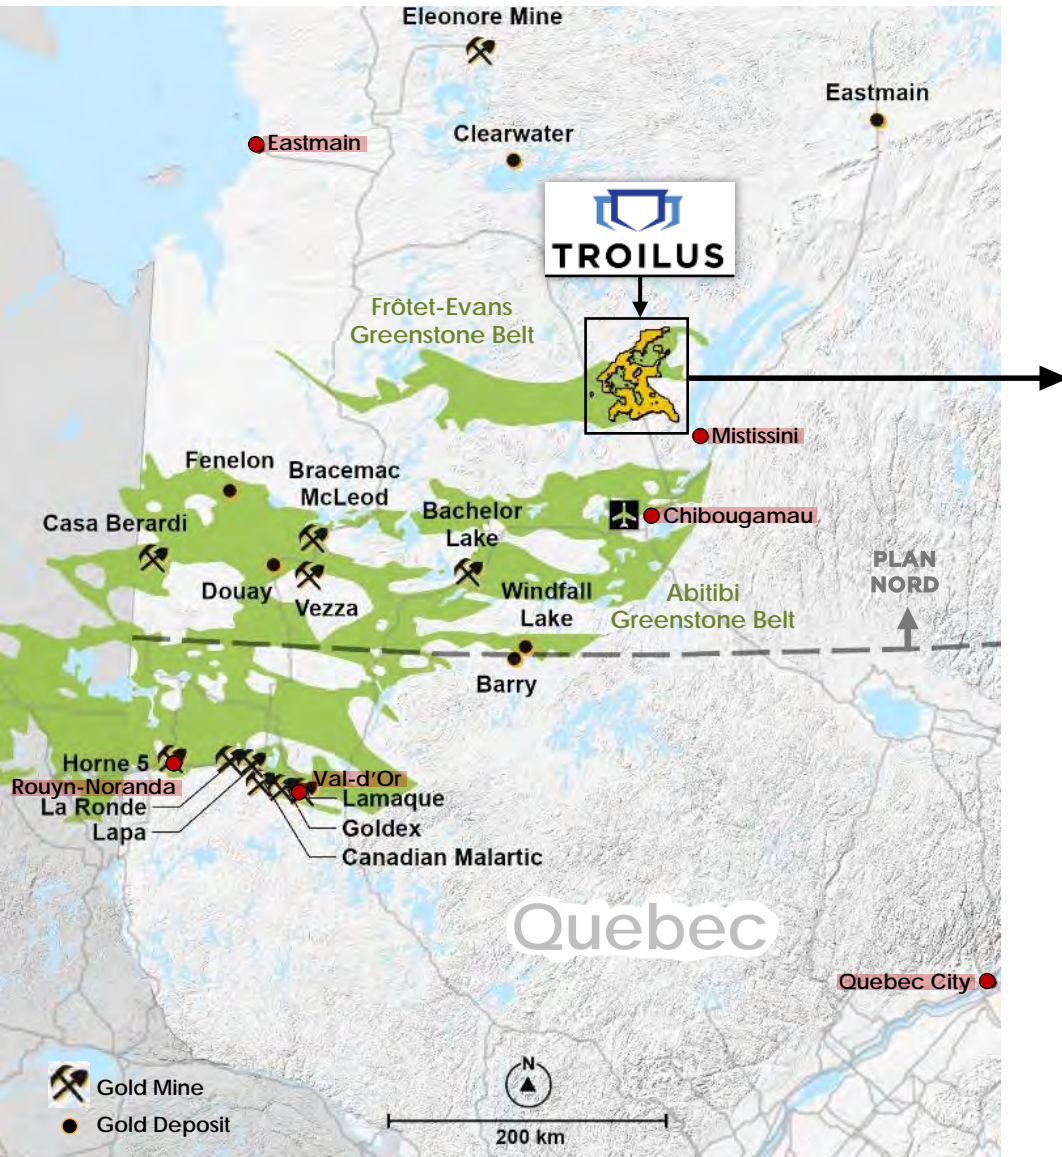 Eleonore Mine
Eastmain
Eastmain
Clearwater
TROILUS
Frôtet-Evans
Greenstone Belt
Mistissini
Fenelon
Bracemac
McLeod
Casa Berardi
Bachelor
Lake
Chibougamau
PLAN
NORD
Douay
Vezza
Windfall
Lake
Abitibi
Greenstone Belt
Barry
Horne 5
Rouyn-Noranda
Val-d'Or
La Ronde
Lamaque
Lapa
Goldex
Canadian Malartic
Quebec
Quebec City
N
Gold Mine
Gold Deposit
200 km